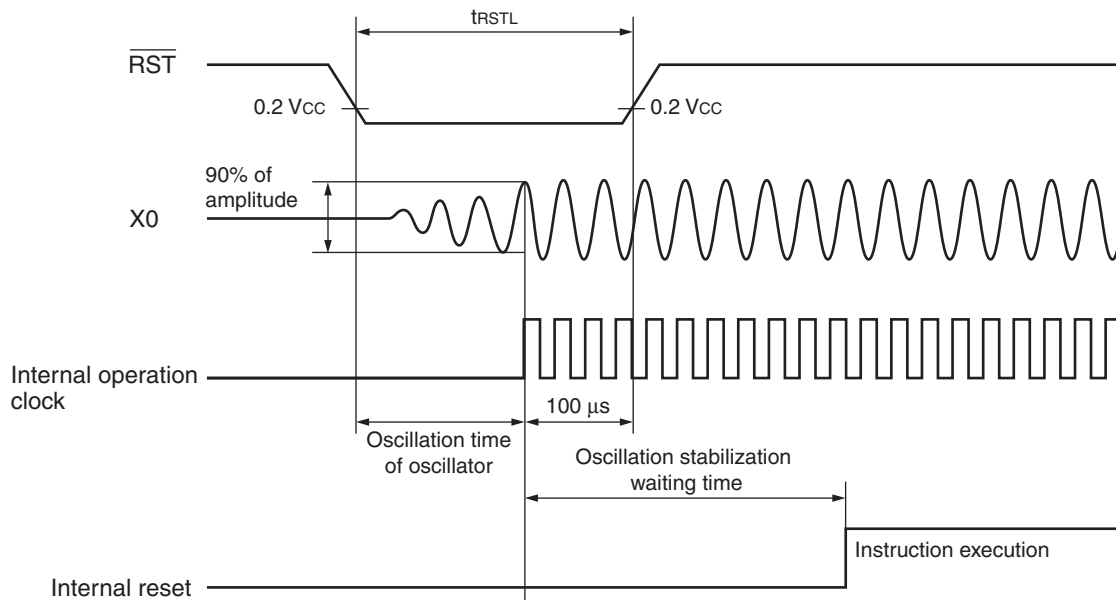 tRSTL
RST
0.2 VCC
0.2 VCC
90% of
amplitude
X0
Internal operation
clock
100 μs
Oscillation time
of oscillator
Oscillation stabilization
waiting time
Instruction execution
Internal reset